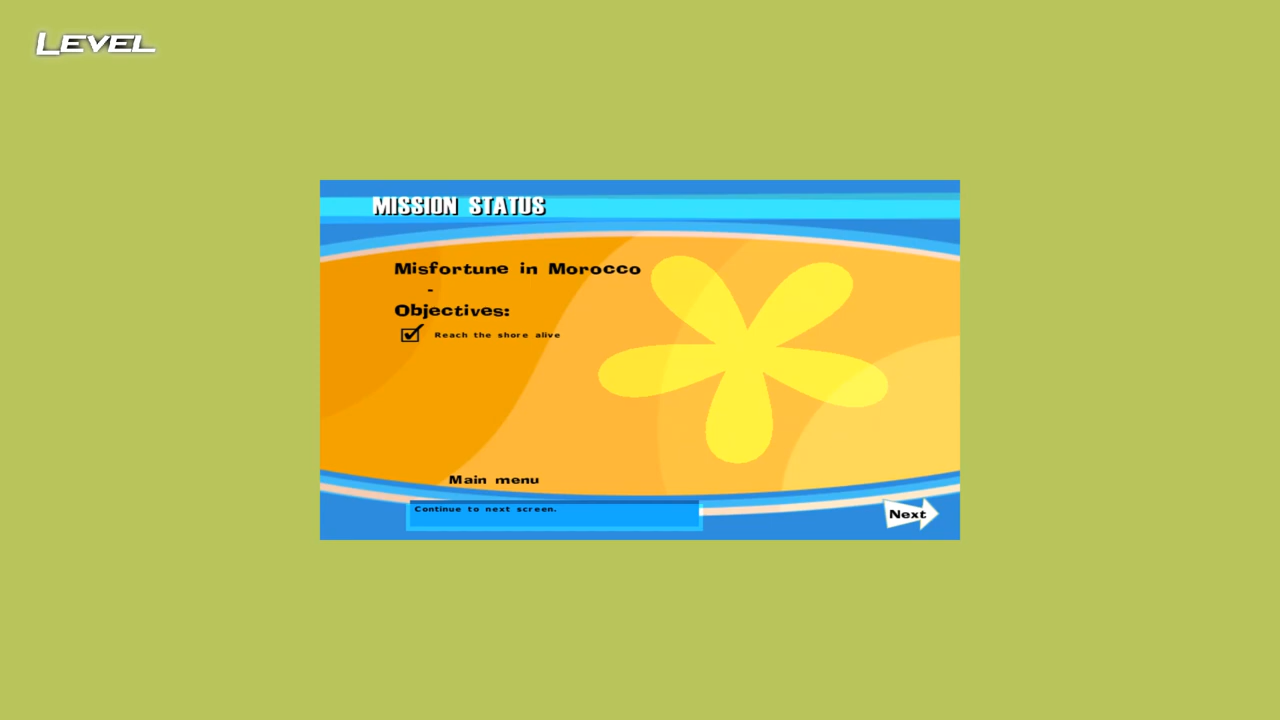 LEVEL
MISSION STATUS
Misfortune in Morocco
-
Objectives:
Reach the shore alive
Main menu
Continue to next screen.
Next